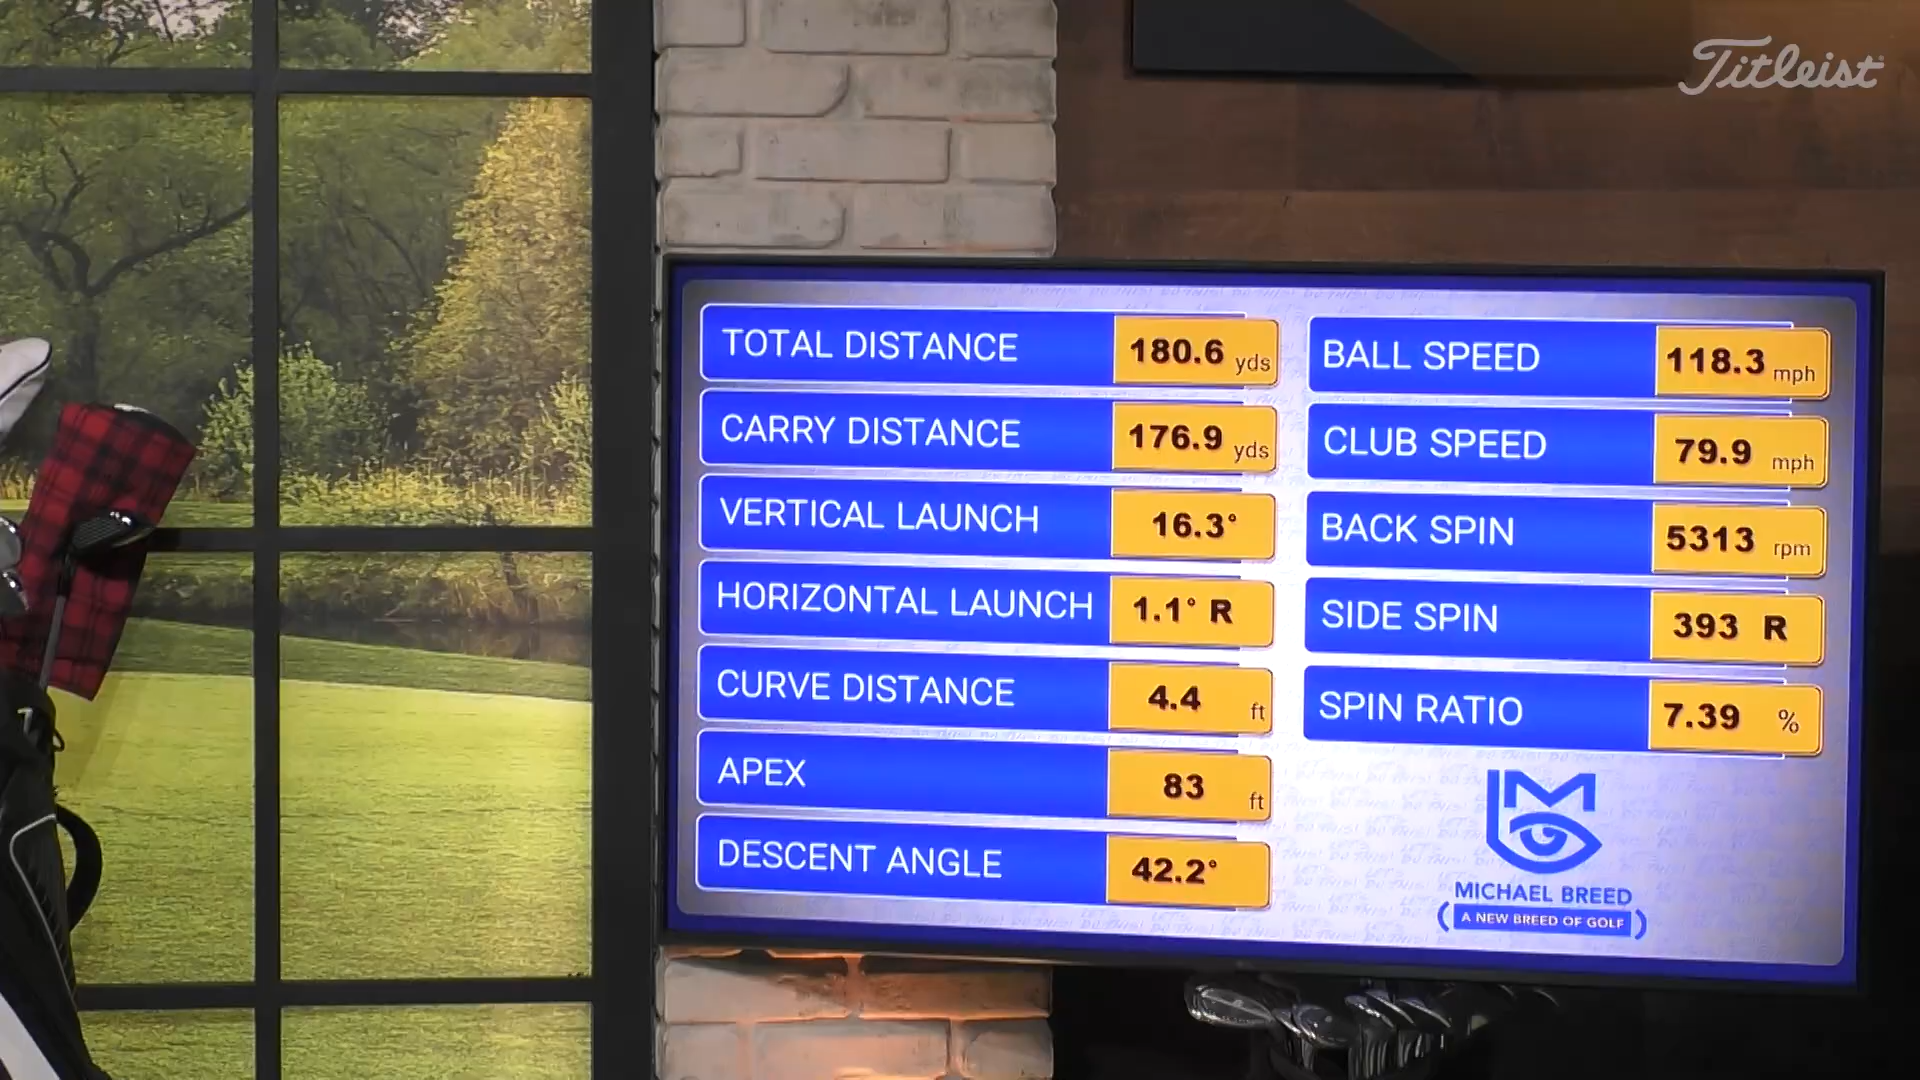 Titleist
TOTAL DISTANCE 180.6 yds
CARRY DISTANCE 176.9 yds
VERTICAL LAUNCH 16.3°
HORIZONTAL LAUNCH 1.1° R
CURVE DISTANCE 4.4 ft
APEX 83 ft
DESCENT ANGLE 42.2°
BALL SPEED 118.3 mph
CLUB SPEED 79.9 mph
BACK SPIN 5313 rpm
SIDE SPIN 393 R
SPIN RATIO 7.39 %
MICHAEL BREED
A NEW BREED OF GOLF